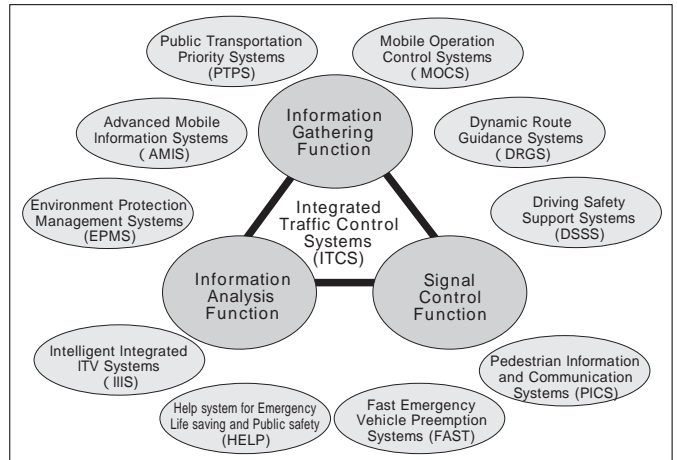 Public Transportation
Priority Systems
(PTPS)
Mobile Operation
Control Systems
( MOCS)
Information
Gathering
Function
Advanced Mobile
Information Systems
( AMIS)
Dynamic Route
Guidance Systems
( DRGS)
Environment Protection
Management Systems
(EPMS)
Integrated
Traffic Control
Systems
(ITCS)
Driving Safety
Support Systems
(DSSS)
Information
Analysis
Function
Signal
Control
Function
Intelligent Integrated
ITV Systems
( IIIS)
Pedestrian Information
and Communication
Systems (PICS)
Help system for Emergency
Life saving and Public safety
(HELP)
Fast Emergency
Vehicle Preemption
Systems (FAST)